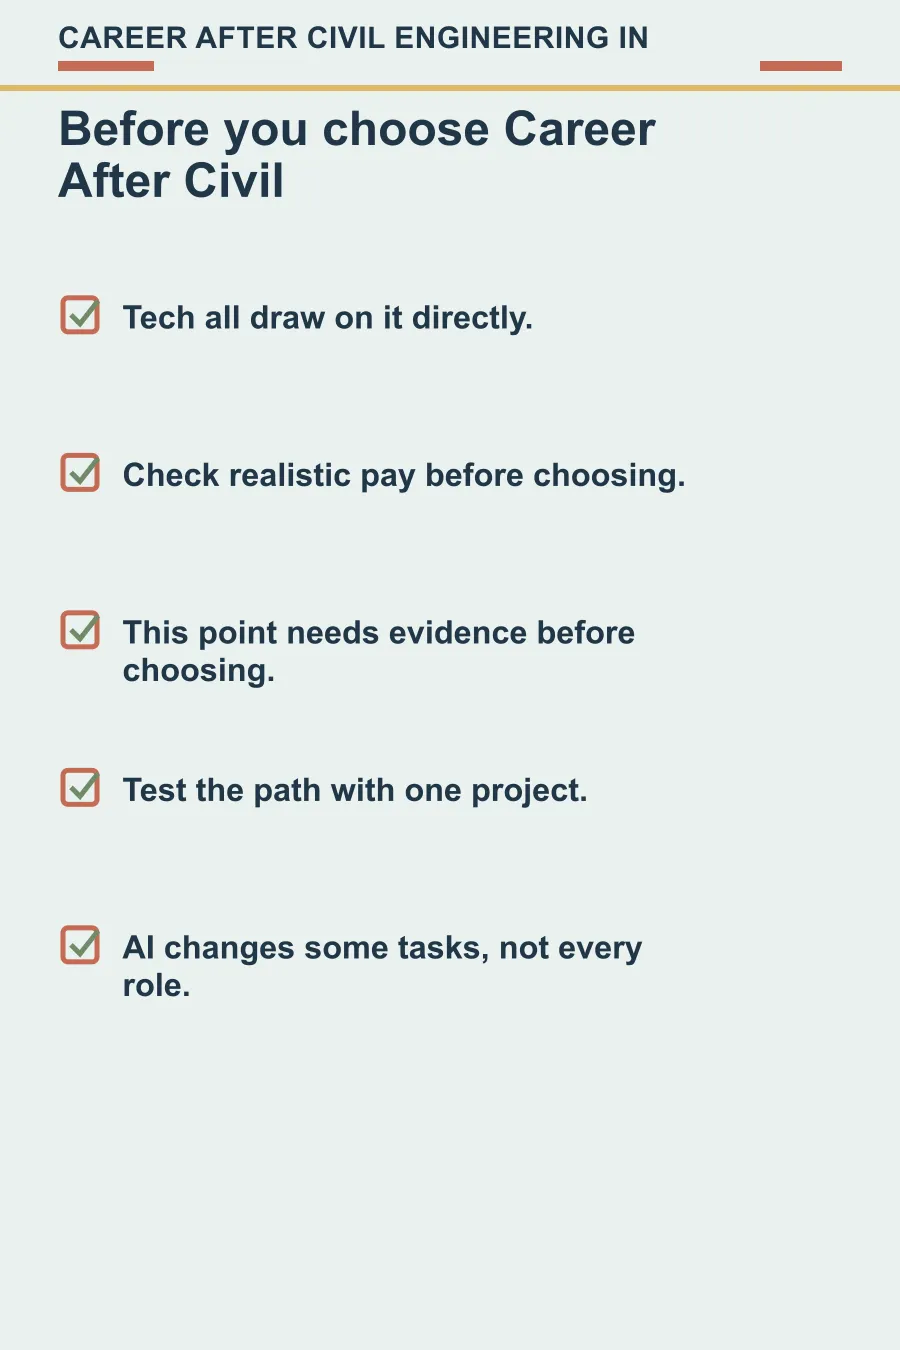 CAREER AFTER CIVIL ENGINEERING IN
Before you choose Career
After Civil
Tech all draw on it directly.
Check realistic pay before choosing.
This point needs evidence before
choosing.
Test the path with one project.
AI changes some tasks, not every
role.